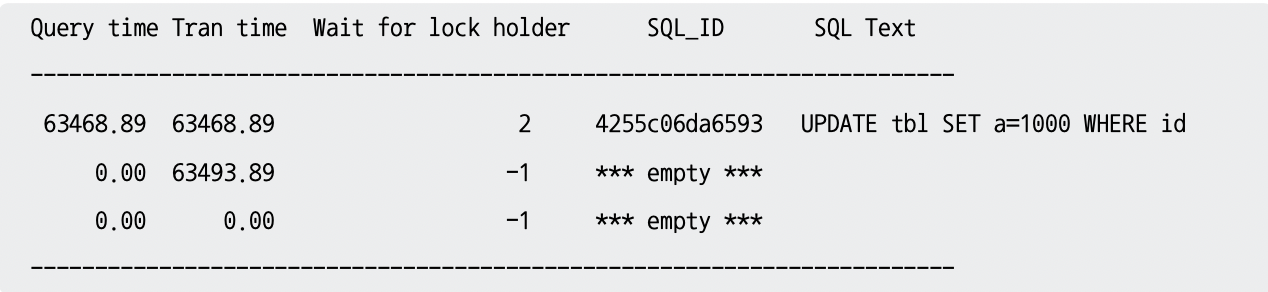 Query time Tran time  Wait for lock holder      SQL_ID       SQL Text
------------------------------------------------------------------------
 63468.89  63468.89                   2     4255c06da6593   UPDATE tbl SET a=1000 WHERE id
     0.00  63493.89                  -1     *** empty ***
     0.00      0.00                  -1     *** empty ***
------------------------------------------------------------------------